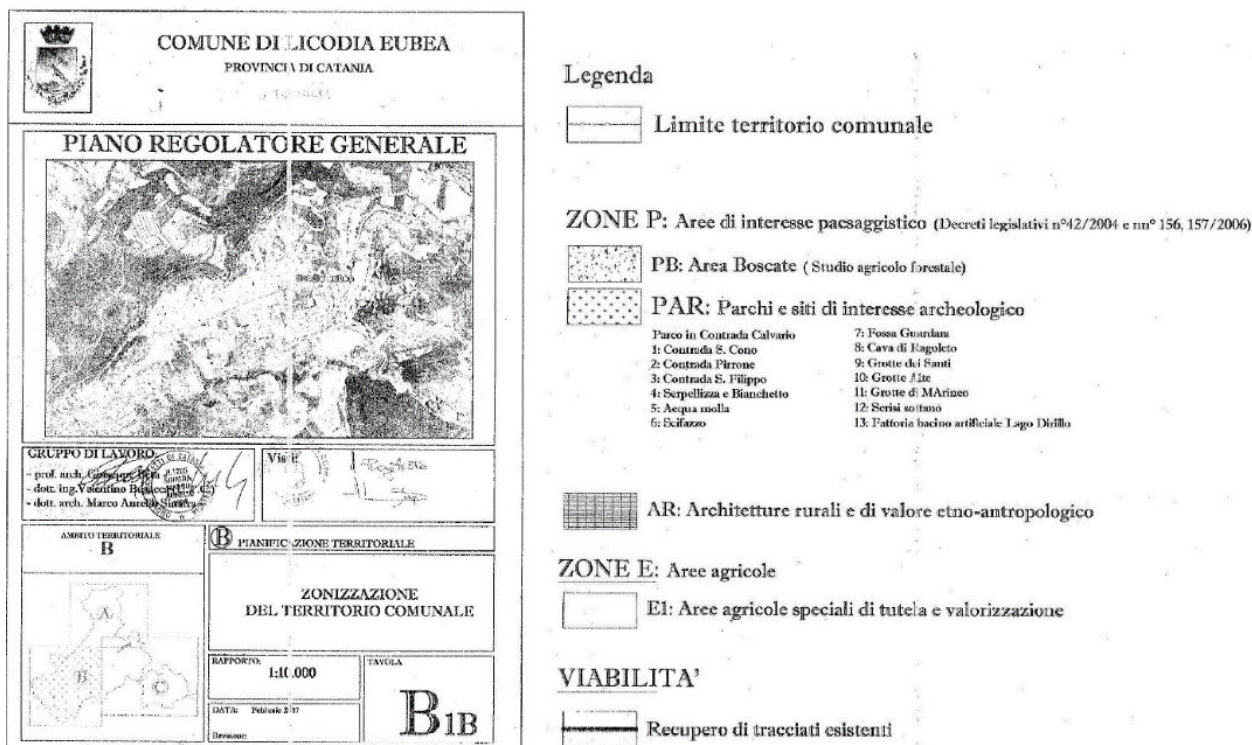 COMUNE DI LICODIA EUBEA
PROVINCIA DI CATANIA
PIANO REGOLATORE GENERALE
GRUPPO DI LAVORO
- prof. arch. Giuseppe
- dott. ing. Valentino
- dott. arch. Marco Aurelio
Visti:
AMBITO TERRITORIALE
B
A
B
C
B PIANIFICAZIONE TERRITORIALE
ZONIZZAZIONE
DEL TERRITORIO COMUNALE
RAPPORTO:
1:10.000
DATA: Febbraio
Revisione:
TAVOLA
B1B
Legenda
Limite territorio comunale
ZONE P: Aree di interesse paesaggistico (Decreti legislativi n°42/2004 e nn° 156, 157/2006)
PB: Area Boscate ( Studio agricolo forestale)
PAR: Parchi e siti di interesse archeologico
Parco in Contrada Calvario
1: Contrada S. Cono
2: Contrada Pirrone
3: Contrada S. Filippo
4: Serpellizza e Bianchetto
5: Acqua molla
6: Scifazzo
7: Fossa Guardara
8: Cava di Ragoleto
9: Grotte dei Santi
10: Grotte Alte
11: Grotte di MArineo
12: Serisi sottano
13: Fattoria bacino artificiale Lago Dirillo
AR: Architetture rurali e di valore etno-antropologico
ZONE E: Aree agricole
E1: Aree agricole speciali di tutela e valorizzazione
VIABILITA'
Recupero di tracciati esistenti